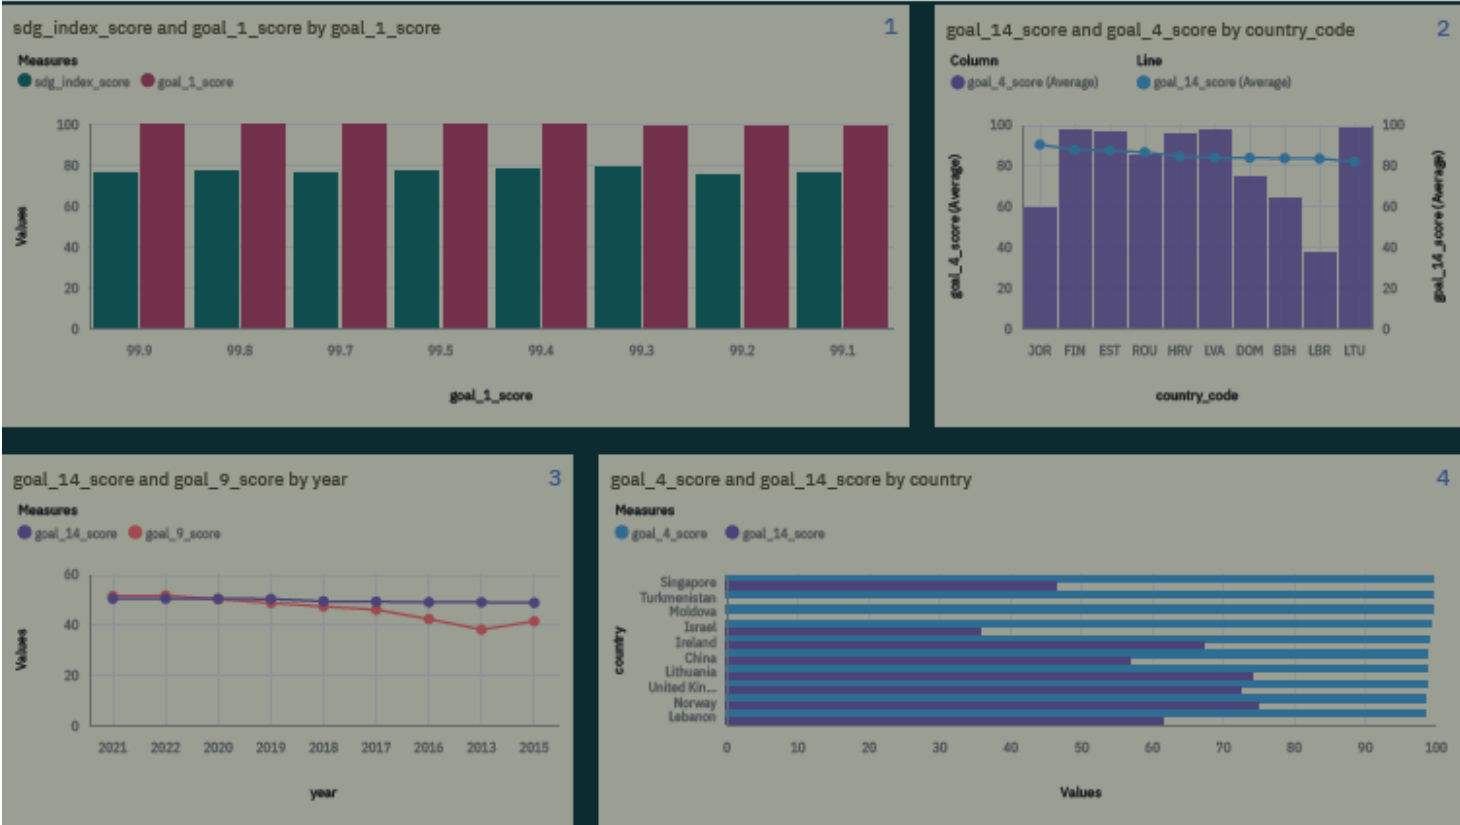 sdg_index_score and goal_1_score by goal_1_score
1
Measures
sdg_index_score goal_1_score
100
80
60
40
20
0
Values
99.9 99.8 99.7 99.5 99.4 99.3 99.2 99.1
goal_1_score
goal_14_score and goal_4_score by country_code
2
Column Line
goal_4_score (Average) goal_14_score (Average)
100 100
80 80
60 60
40 40
20 20
0 0
goal_4_score (Average)
goal_14_score (Average)
JOR FIN EST ROU HRV LVA DOM BIH LBR LTU
country_code
goal_14_score and goal_9_score by year
3
Measures
goal_14_score goal_9_score
60
40
20
0
Values
2021 2022 2020 2019 2018 2017 2016 2013 2015
year
goal_4_score and goal_14_score by country
4
Measures
goal_4_score goal_14_score
Singapore
Turkmenistan
Moldova
Israel
Ireland
China
Lithuania
United Kin...
Norway
Lebanon
country
0 10 20 30 40 50 60 70 80 90 100
Values